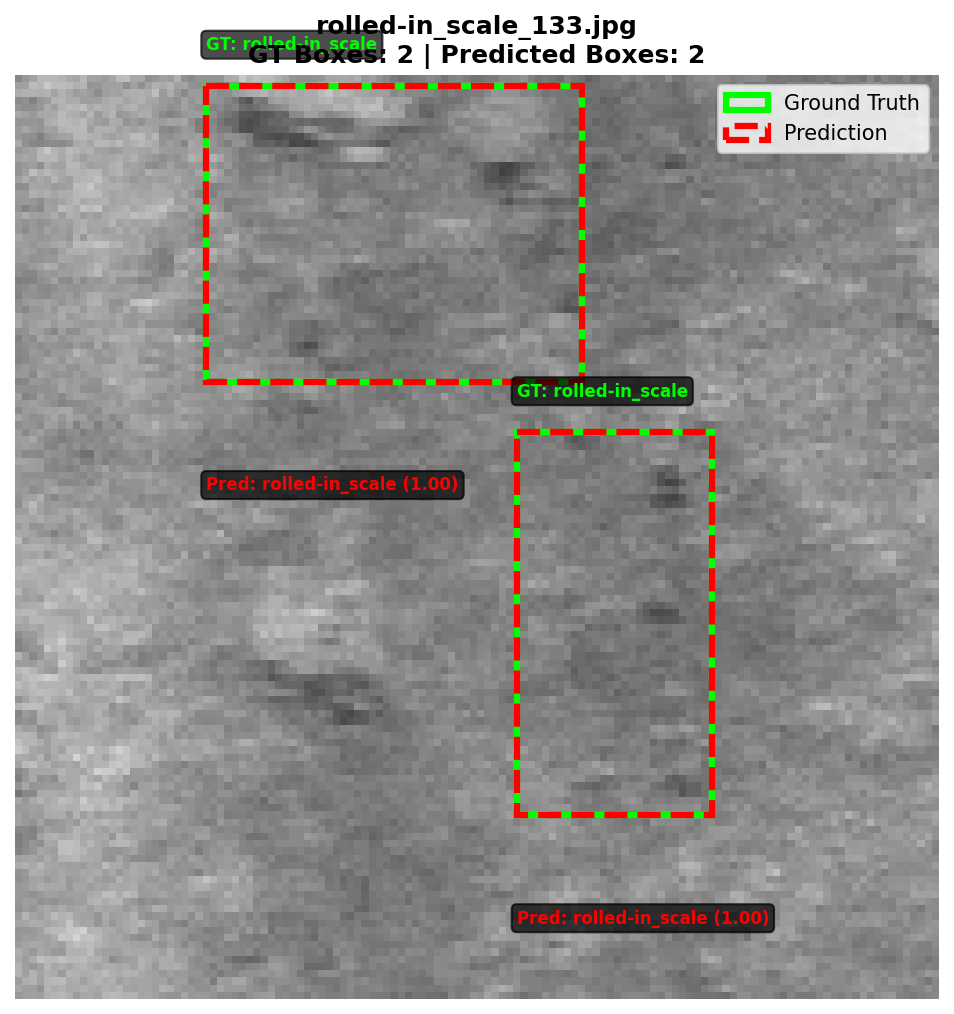 rolled-in_scale_133.jpg
GT Boxes: 2 | Predicted Boxes: 2
GT: rolled-in_scale
Ground Truth
Prediction
GT: rolled-in_scale
Pred: rolled-in_scale (1.00)
Pred: rolled-in_scale (1.00)